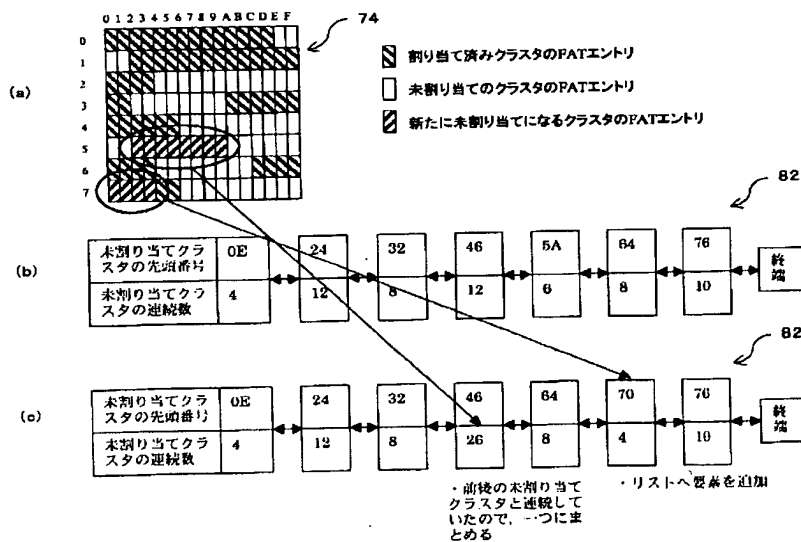 0 1 2 3 4 5 6 7 8 9 A B C D E F
74
(a)
0
1
2
3
4
5
6
7
割り当て済みクラスタのFATエントリ
未割り当てのクラスタのFATエントリ
新たに未割り当てになるクラスタのFATエントリ
82
(b)
未割り当てクラ
スタの先頭番号
0E
24
32
46
5A
64
76
未割り当てクラ
スタの連続数
4
12
8
12
6
8
10
終
端
82
(c)
未割り当てクラ
スタの先頭番号
0E
24
32
46
64
70
76
未割り当てクラ
スタの連続数
4
12
8
26
8
4
10
終
端
・前後の未割り当て
クラスタと連続して
いたので、一つにま
とめる
・リストへ要素を追加